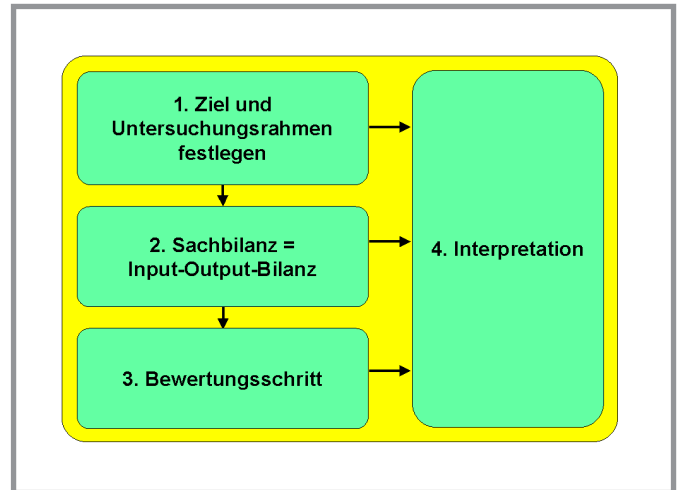 1. Ziel und
Untersuchungsrahmen
festlegen
2. Sachbilanz =
Input-Output-Bilanz
3. Bewertungsschritt
4. Interpretation